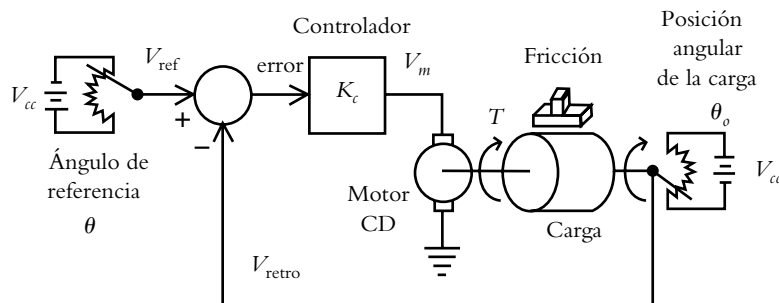 Controlador
Posición
angular
de la carga
θₒ
V_ref
error
V_m
Fricción
V_cc
K_c
+
−
T
Ángulo de
referencia
θ
Motor
CD
Carga
V_cc
V_retro